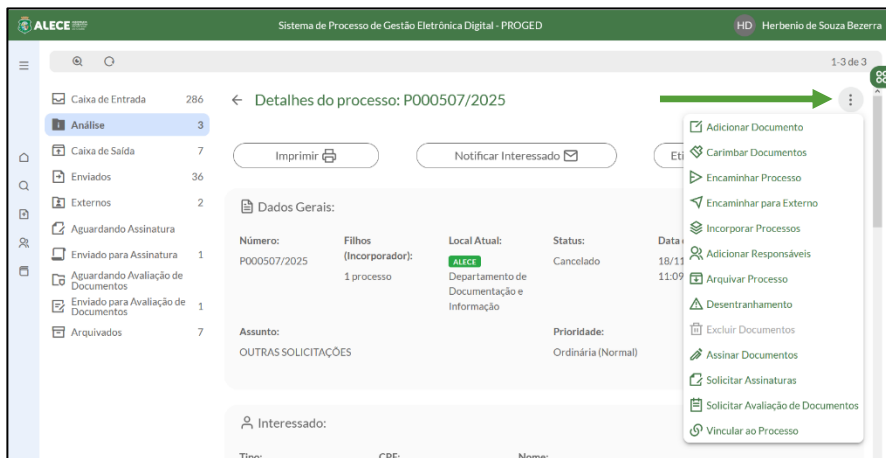 ALECE
Sistema de Processo de Gestão Eletrônica Digital - PROGED
HD Herbenio de Souza Bezerra
1-3 de 3
Caixa de Entrada 286
Análise 3
Caixa de Saída 7
Enviados 36
Externos 2
Aguardando Assinatura
Enviado para Assinatura 1
Aguardando Avaliação de
Documentos
Enviado para Avaliação de
Documentos 1
Arquivados 7
Detalhes do processo: P000507/2025
Imprimir
Notificar Interessado
Eti
Dados Gerais:
Número:
P000507/2025
Filhos
(Incorporador):
1 processo
Local Atual:
ALECE
Departamento de
Documentação e
Informação
Status:
Cancelado
Data
18/11
11:09
Assunto:
OUTRAS SOLICITAÇÕES
Prioridade:
Ordinária (Normal)
Interessado:
Tipo:
CPF:
Nome:
Adicionar Documento
Carimbar Documentos
Encaminhar Processo
Encaminhar para Externo
Incorporar Processos
Adicionar Responsáveis
Arquivar Processo
Desentranhamento
Excluir Documentos
Assinar Documentos
Solicitar Assinaturas
Solicitar Avaliação de Documentos
Vincular ao Processo